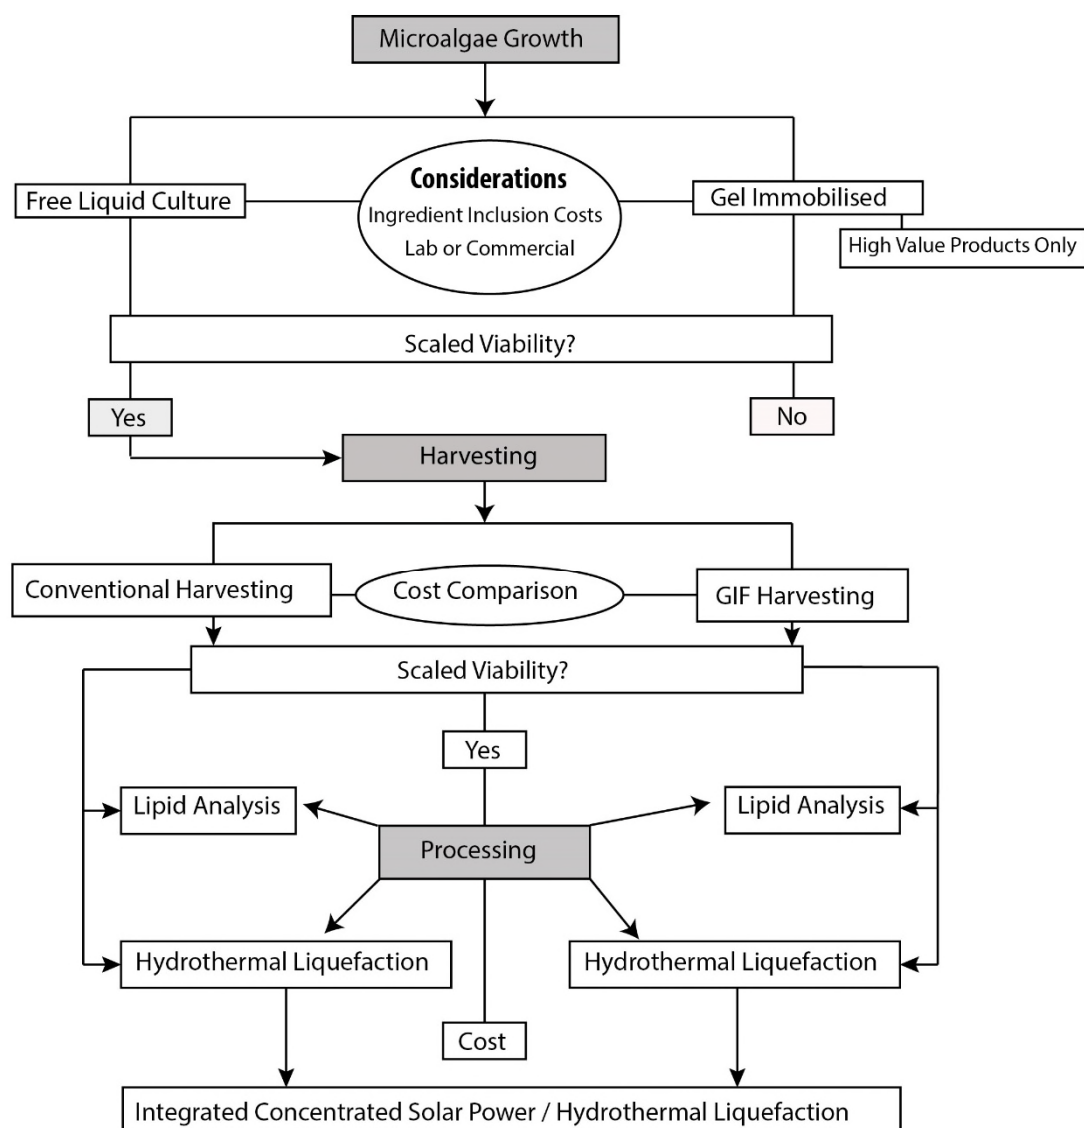 Microalgae Growth
Considerations
Free Liquid Culture
Ingredient Inclusion Costs
Gel Immobilised
Lab or Commercial
High Value Products Only
Scaled Viability?
Yes
No
Harvesting
Conventional Harvesting
Cost Comparison
GIF Harvesting
Scaled Viability?
Yes
Lipid Analysis
Lipid Analysis
Processing
Hydrothermal Liquefaction
Hydrothermal Liquefaction
Cost
Integrated Concentrated Solar Power / Hydrothermal Liquefaction